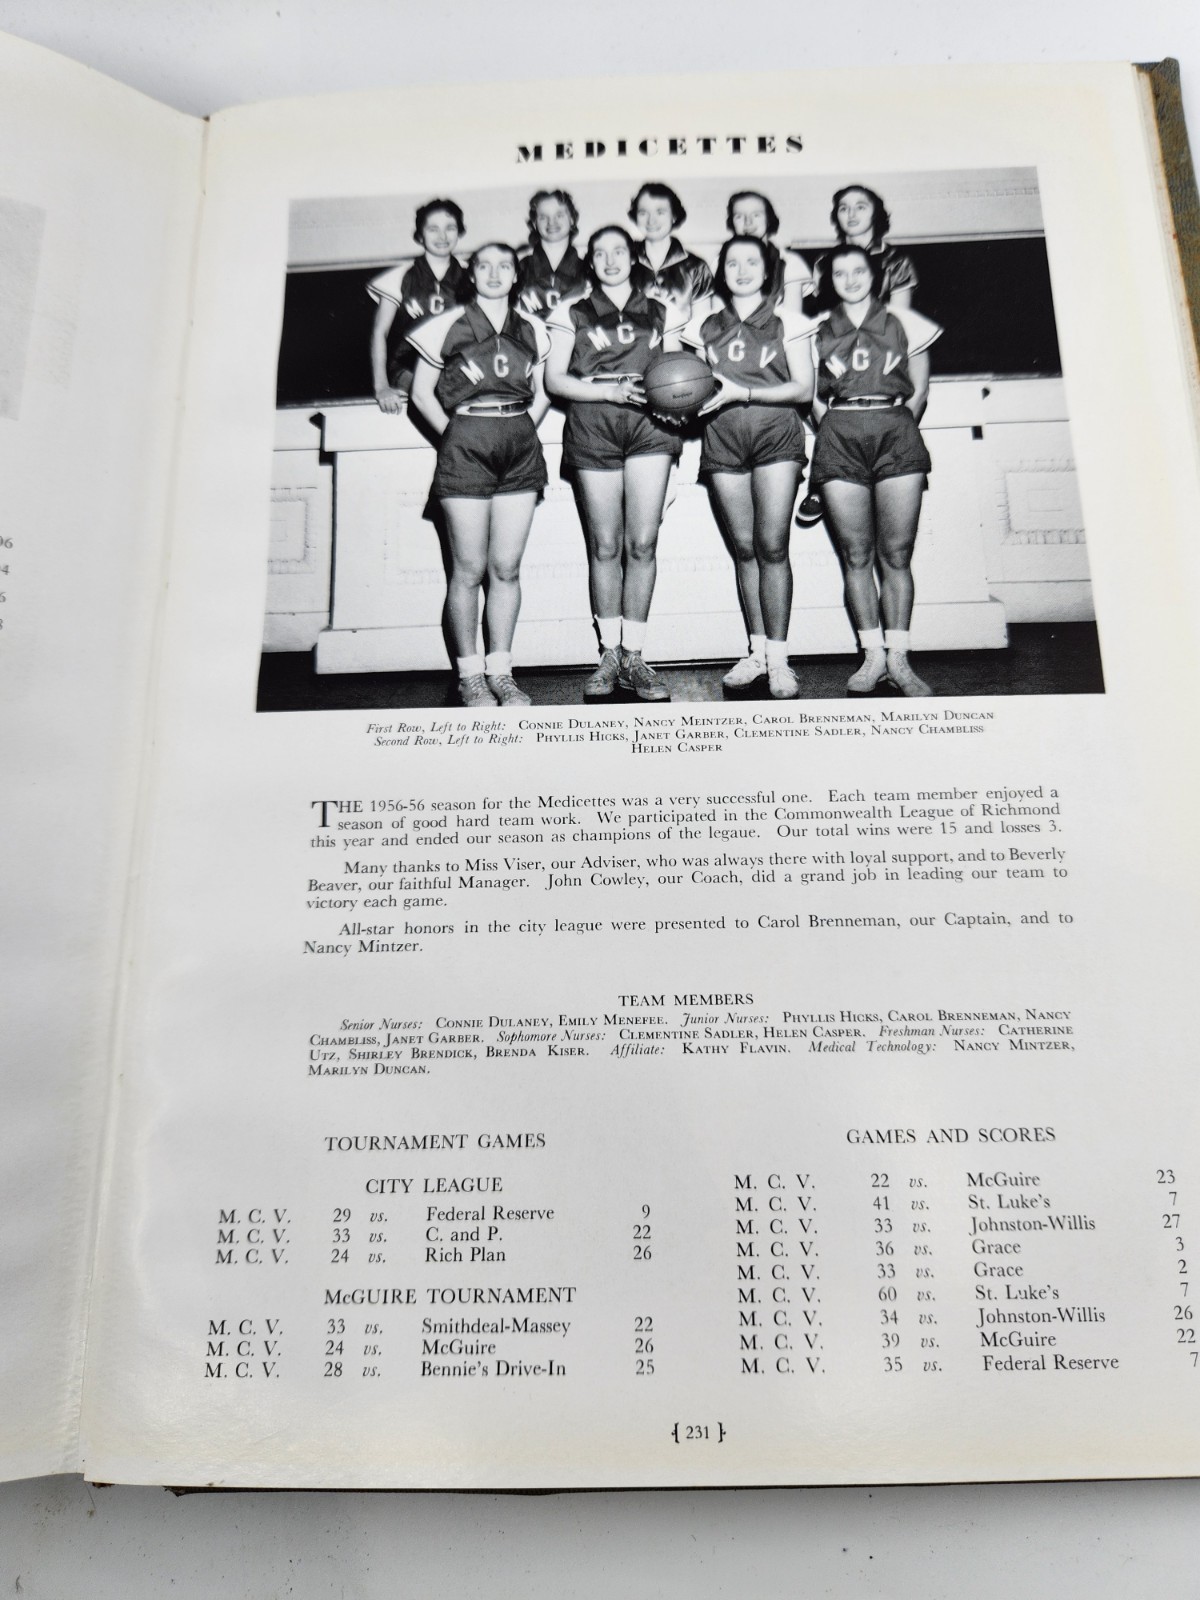 MEDICETTES
MCV
MCV
MCV
MCV
MCV
MCV
First Row, Left to Right: CONNIE DULANEY, NANCY MEINTZER, CAROL BRENNEMAN, MARILYN DUNCAN
Second Row, Left to Right: PHYLLIS HICKS, JANET GARBER, CLEMENTINE SADLER, NANCY CHAMBLISS
HELEN CASPER
THE 1956-56 season for the Medicettes was a very successful one. Each team member enjoyed a
season of good hard team work. We participated in the Commonwealth League of Richmond
this year and ended our season as champions of the legaue. Our total wins were 15 and losses 3.
Many thanks to Miss Viser, our Adviser, who was always there with loyal support, and to Beverly
Beaver, our faithful Manager. John Cowley, our Coach, did a grand job in leading our team to
victory each game.
All-star honors in the city league were presented to Carol Brenneman, our Captain, and to
Nancy Mintzer.
TEAM MEMBERS
Senior Nurses: CONNIE DULANEY, EMILY MENEFEE. Junior Nurses: PHYLLIS HICKS, CAROL BRENNEMAN, NANCY
CHAMBLISS, JANET GARBER. Sophomore Nurses: CLEMENTINE SADLER, HELEN CASPER. Freshman Nurses: CATHERINE
UTZ, SHIRLEY BRENDICK, BRENDA KISER. Affiliate: KATHY FLAVIN. Medical Technology: NANCY MINTZER,
MARILYN DUNCAN.
TOURNAMENT GAMES
CITY LEAGUE
M. C. V. 29 vs. Federal Reserve 9
M. C. V. 33 vs. C. and P. 22
M. C. V. 24 vs. Rich Plan 26
McGUIRE TOURNAMENT
M. C. V. 33 vs. Smithdeal-Massey 22
M. C. V. 24 vs. McGuire 26
M. C. V. 28 vs. Bennie's Drive-In 25
GAMES AND SCORES
M. C. V. 22 vs. McGuire 23
M. C. V. 41 vs. St. Luke's 7
M. C. V. 33 vs. Johnston-Willis 27
M. C. V. 36 vs. Grace 3
M. C. V. 33 vs. Grace 2
M. C. V. 60 vs. St. Luke's 7
M. C. V. 34 vs. Johnston-Willis 26
M. C. V. 39 vs. McGuire 22
M. C. V. 35 vs. Federal Reserve 7
{ 231 }